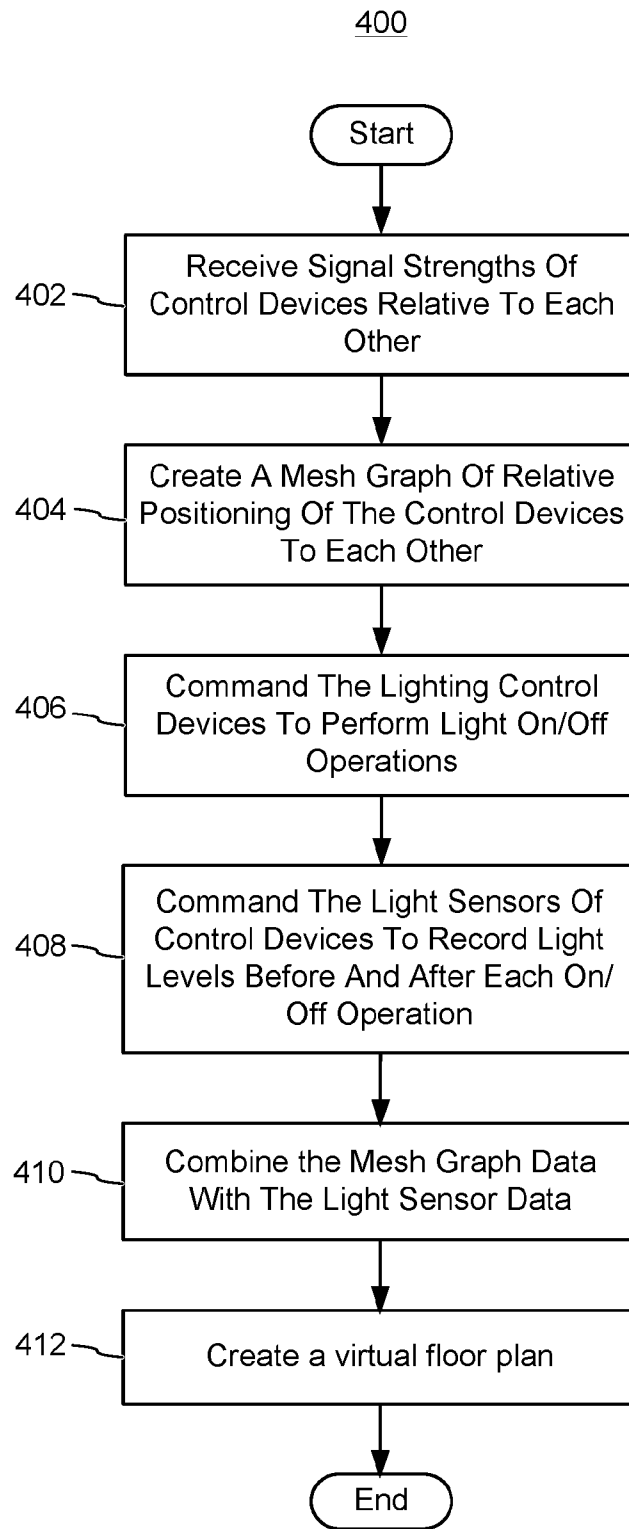 400
Start
402
Receive Signal Strengths Of
Control Devices Relative To Each
Other
404
Create A Mesh Graph Of Relative
Positioning Of The Control Devices
To Each Other
406
Command The Lighting Control
Devices To Perform Light On/Off
Operations
408
Command The Light Sensors Of
Control Devices To Record Light
Levels Before And After Each On/
Off Operation
410
Combine the Mesh Graph Data
With The Light Sensor Data
412
Create a virtual floor plan
End